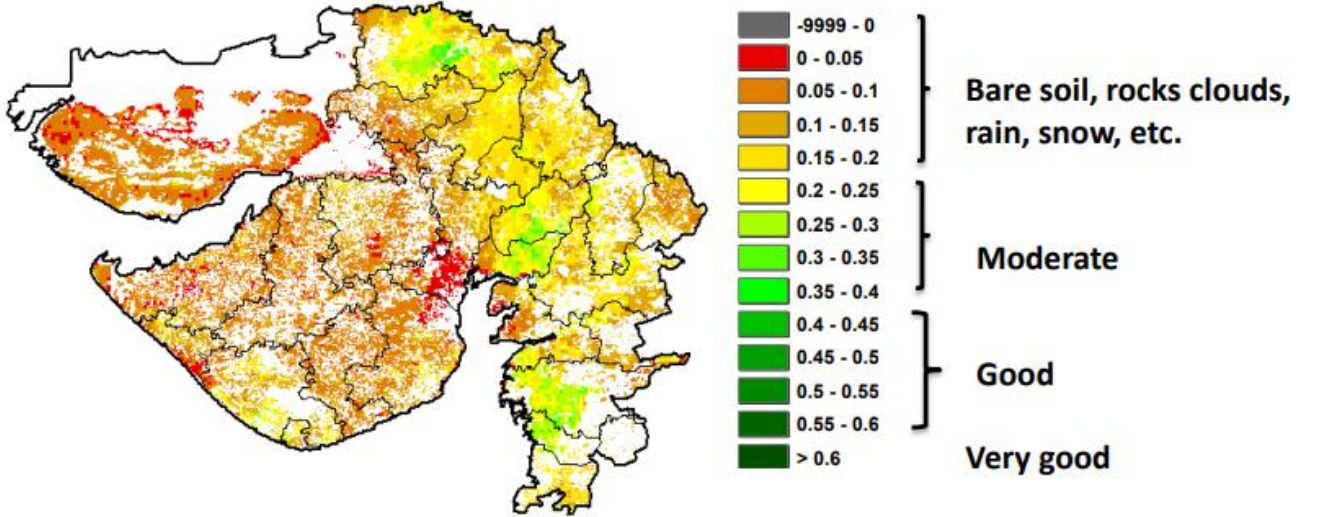 -9999 - 0
0 - 0.05
0.05 - 0.1
0.1 - 0.15
0.15 - 0.2
0.2 - 0.25
0.25 - 0.3
0.3 - 0.35
0.35 - 0.4
0.4 - 0.45
0.45 - 0.5
0.5 - 0.55
0.55 - 0.6
> 0.6
Bare soil, rocks clouds,
rain, snow, etc.
Moderate
Good
Very good